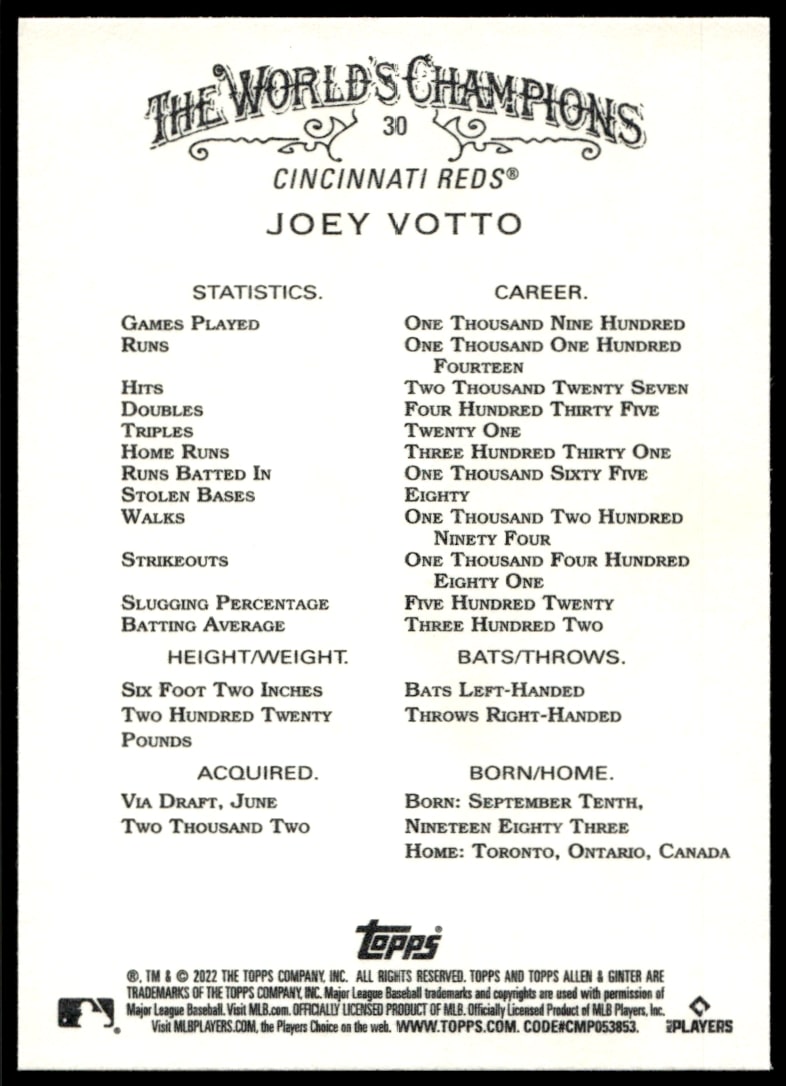 THE WORLD'S CHAMPIONS
30
CINCINNATI REDS®
JOEY VOTTO
STATISTICS. CAREER.
GAMES PLAYED ONE THOUSAND NINE HUNDRED
RUNS ONE THOUSAND ONE HUNDRED
FOURTEEN
HITS TWO THOUSAND TWENTY SEVEN
DOUBLES FOUR HUNDRED THIRTY FIVE
TRIPLES TWENTY ONE
HOME RUNS THREE HUNDRED THIRTY ONE
RUNS BATTED IN ONE THOUSAND SIXTY FIVE
STOLEN BASES EIGHTY
WALKS ONE THOUSAND TWO HUNDRED
NINETY FOUR
STRIKEOUTS ONE THOUSAND FOUR HUNDRED
EIGHTY ONE
SLUGGING PERCENTAGE FIVE HUNDRED TWENTY
BATTING AVERAGE THREE HUNDRED TWO
HEIGHT/WEIGHT. BATS/THROWS.
SIX FOOT TWO INCHES BATS LEFT-HANDED
TWO HUNDRED TWENTY THROWS RIGHT-HANDED
POUNDS
ACQUIRED. BORN/HOME.
VIA DRAFT, JUNE BORN: SEPTEMBER TENTH,
TWO THOUSAND TWO NINETEEN EIGHTY THREE
HOME: TORONTO, ONTARIO, CANADA
topps®
®, TM & © 2022 THE TOPPS COMPANY, INC. ALL RIGHTS RESERVED. TOPPS AND TOPPS ALLEN & GINTER ARE
TRADEMARKS OF THE TOPPS COMPANY, INC. Major League Baseball trademarks and copyrights are used with permission of
Major League Baseball. Visit MLB.com. OFFICIALLY LICENSED PRODUCT OF MLB. Officially Licensed Product of MLB Players, Inc.
Visit MLBPLAYERS.COM, the Players Choice on the web. WWW.TOPPS.COM. CODE#CMP053853.
PLAYERS